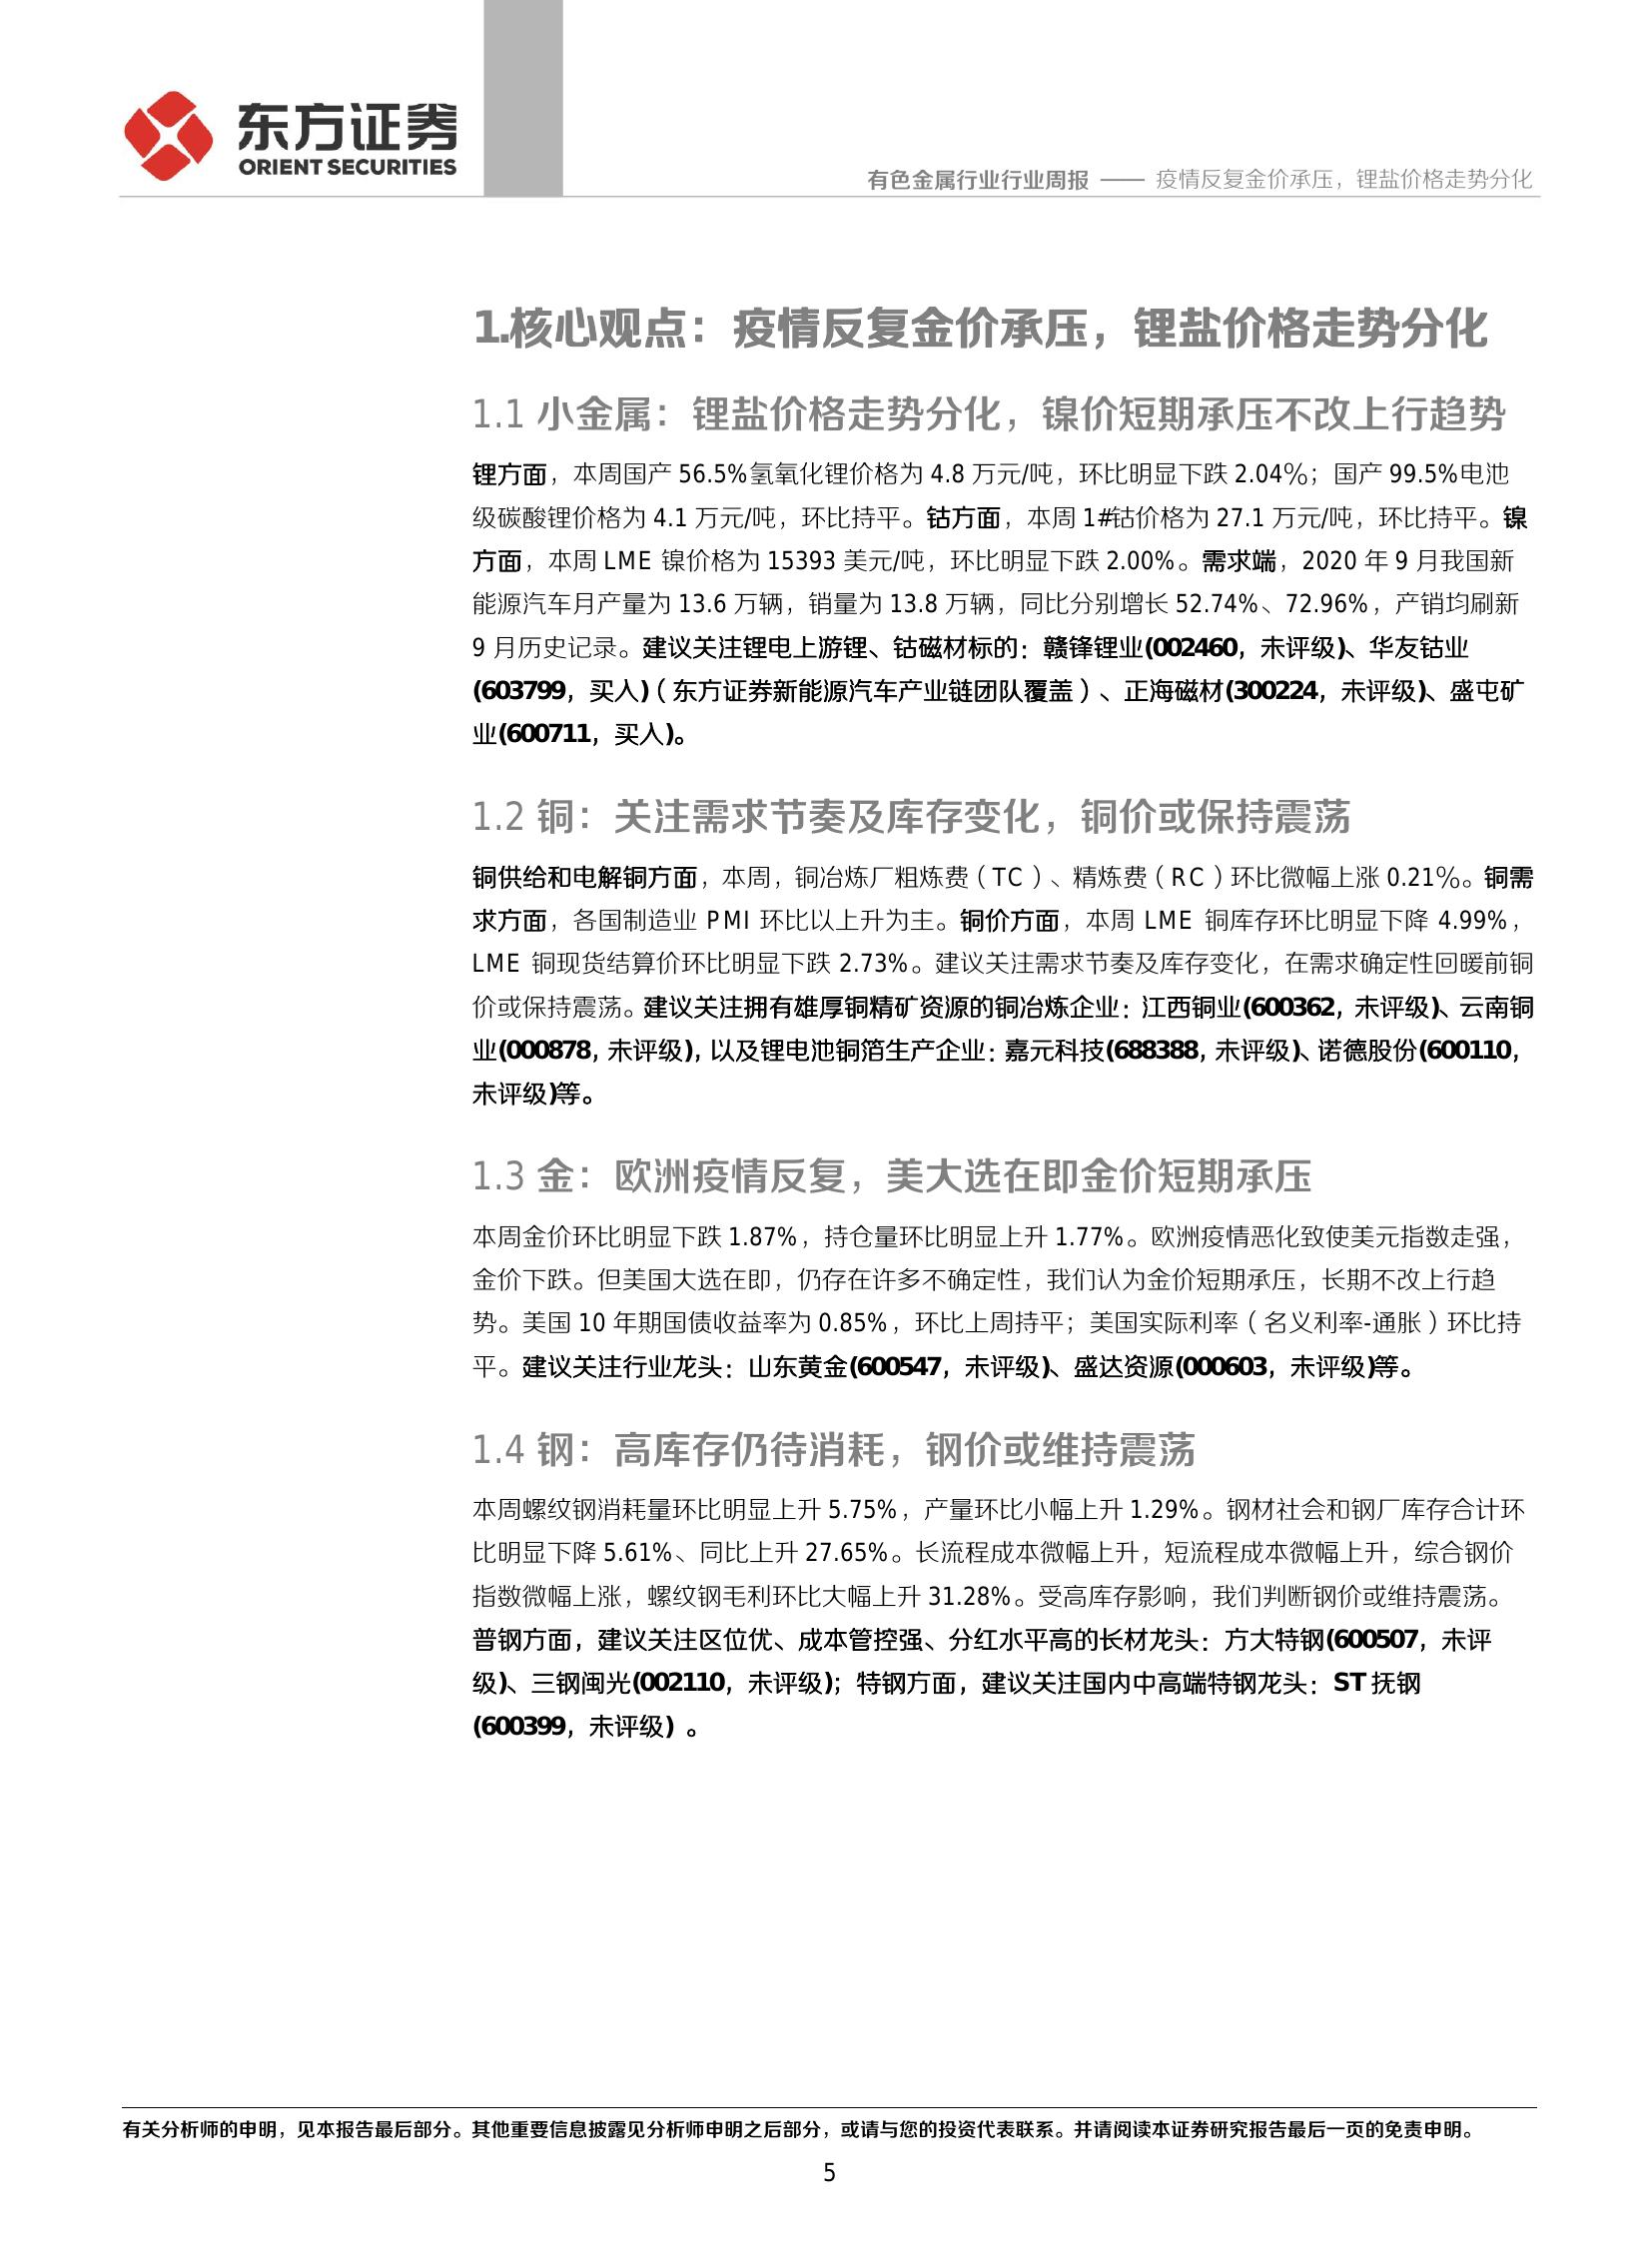 东方证券
ORIENT SECURITIES
有色金属行业行业周报 —— 疫情反复金价承压，锂盐价格走势分化
1.核心观点：疫情反复金价承压，锂盐价格走势分化
1.1 小金属：锂盐价格走势分化，镍价短期承压不改上行趋势
锂方面，本周国产 56.5%氢氧化锂价格为 4.8 万元/吨，环比明显下跌 2.04%；国产 99.5%电池
级碳酸锂价格为 4.1 万元/吨，环比持平。钴方面，本周 1#钴价格为 27.1 万元/吨，环比持平。镍
方面，本周 LME 镍价格为 15393 美元/吨，环比明显下跌 2.00%。需求端，2020 年 9 月我国新
能源汽车月产量为 13.6 万辆，销量为 13.8 万辆，同比分别增长 52.74%、72.96%，产销均刷新
9 月历史记录。建议关注锂电上游锂、钴磁材标的：赣锋锂业(002460，未评级)、华友钴业
(603799，买入)（东方证券新能源汽车产业链团队覆盖）、正海磁材(300224，未评级)、盛屯矿
业(600711，买入)。
1.2 铜：关注需求节奏及库存变化，铜价或保持震荡
铜供给和电解铜方面，本周，铜冶炼厂粗炼费（TC）、精炼费（RC）环比微幅上涨 0.21%。铜需
求方面，各国制造业 PMI 环比以上升为主。铜价方面，本周 LME 铜库存环比明显下降 4.99%，
LME 铜现货结算价环比明显下跌 2.73%。建议关注需求节奏及库存变化，在需求确定性回暖前铜
价或保持震荡。建议关注拥有雄厚铜精矿资源的铜冶炼企业：江西铜业(600362，未评级)、云南铜
业(000878，未评级)，以及锂电池铜箔生产企业：嘉元科技(688388，未评级)、诺德股份(600110，
未评级)等。
1.3 金：欧洲疫情反复，美大选在即金价短期承压
本周金价环比明显下跌 1.87%，持仓量环比明显上升 1.77%。欧洲疫情恶化致使美元指数走强，
金价下跌。但美国大选在即，仍存在许多不确定性，我们认为金价短期承压，长期不改上行趋
势。美国 10 年期国债收益率为 0.85%，环比上周持平；美国实际利率（名义利率-通胀）环比持
平。建议关注行业龙头：山东黄金(600547，未评级)、盛达资源(000603，未评级)等。
1.4 钢：高库存仍待消耗，钢价或维持震荡
本周螺纹钢消耗量环比明显上升 5.75%，产量环比小幅上升 1.29%。钢材社会和钢厂库存合计环
比明显下降 5.61%、同比上升 27.65%。长流程成本微幅上升，短流程成本微幅上升，综合钢价
指数微幅上涨，螺纹钢毛利环比大幅上升 31.28%。受高库存影响，我们判断钢价或维持震荡。
普钢方面，建议关注区位优、成本管控强、分红水平高的长材龙头：方大特钢(600507，未评
级)、三钢闽光(002110，未评级)；特钢方面，建议关注国内中高端特钢龙头：ST 抚钢
(600399，未评级) 。
有关分析师的申明，见本报告最后部分。其他重要信息披露见分析师申明之后部分，或请与您的投资代表联系。并请阅读本证券研究报告最后一页的免责申明。
5